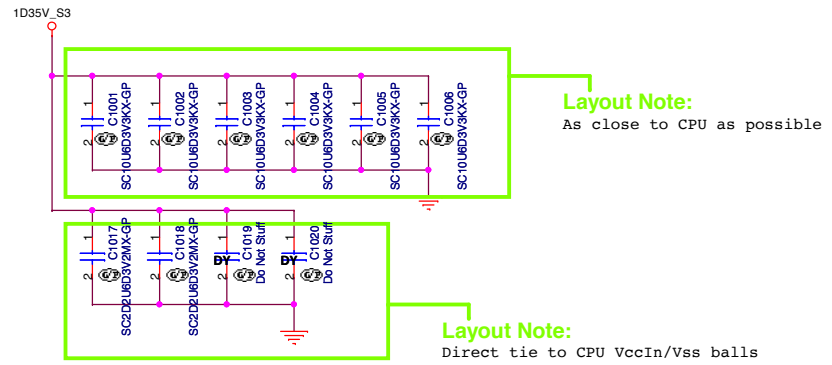 1D35V_S3
1 2 C1001 SC10U6D3V3KX-GP
1 2 C1002 SC10U6D3V3KX-GP
1 2 C1003 SC10U6D3V3KX-GP
1 2 C1004 SC10U6D3V3KX-GP
1 2 C1005 SC10U6D3V3KX-GP
1 2 C1006 SC10U6D3V3KX-GP
Layout Note:
As close to CPU as possible
1 2 C1017 SC2D2U6D3V2MX-GP
1 2 C1018 SC2D2U6D3V2MX-GP
1 2 DY C1019 Do Not Stuff
1 2 DY C1020 Do Not Stuff
Layout Note:
Direct tie to CPU VccIn/Vss balls